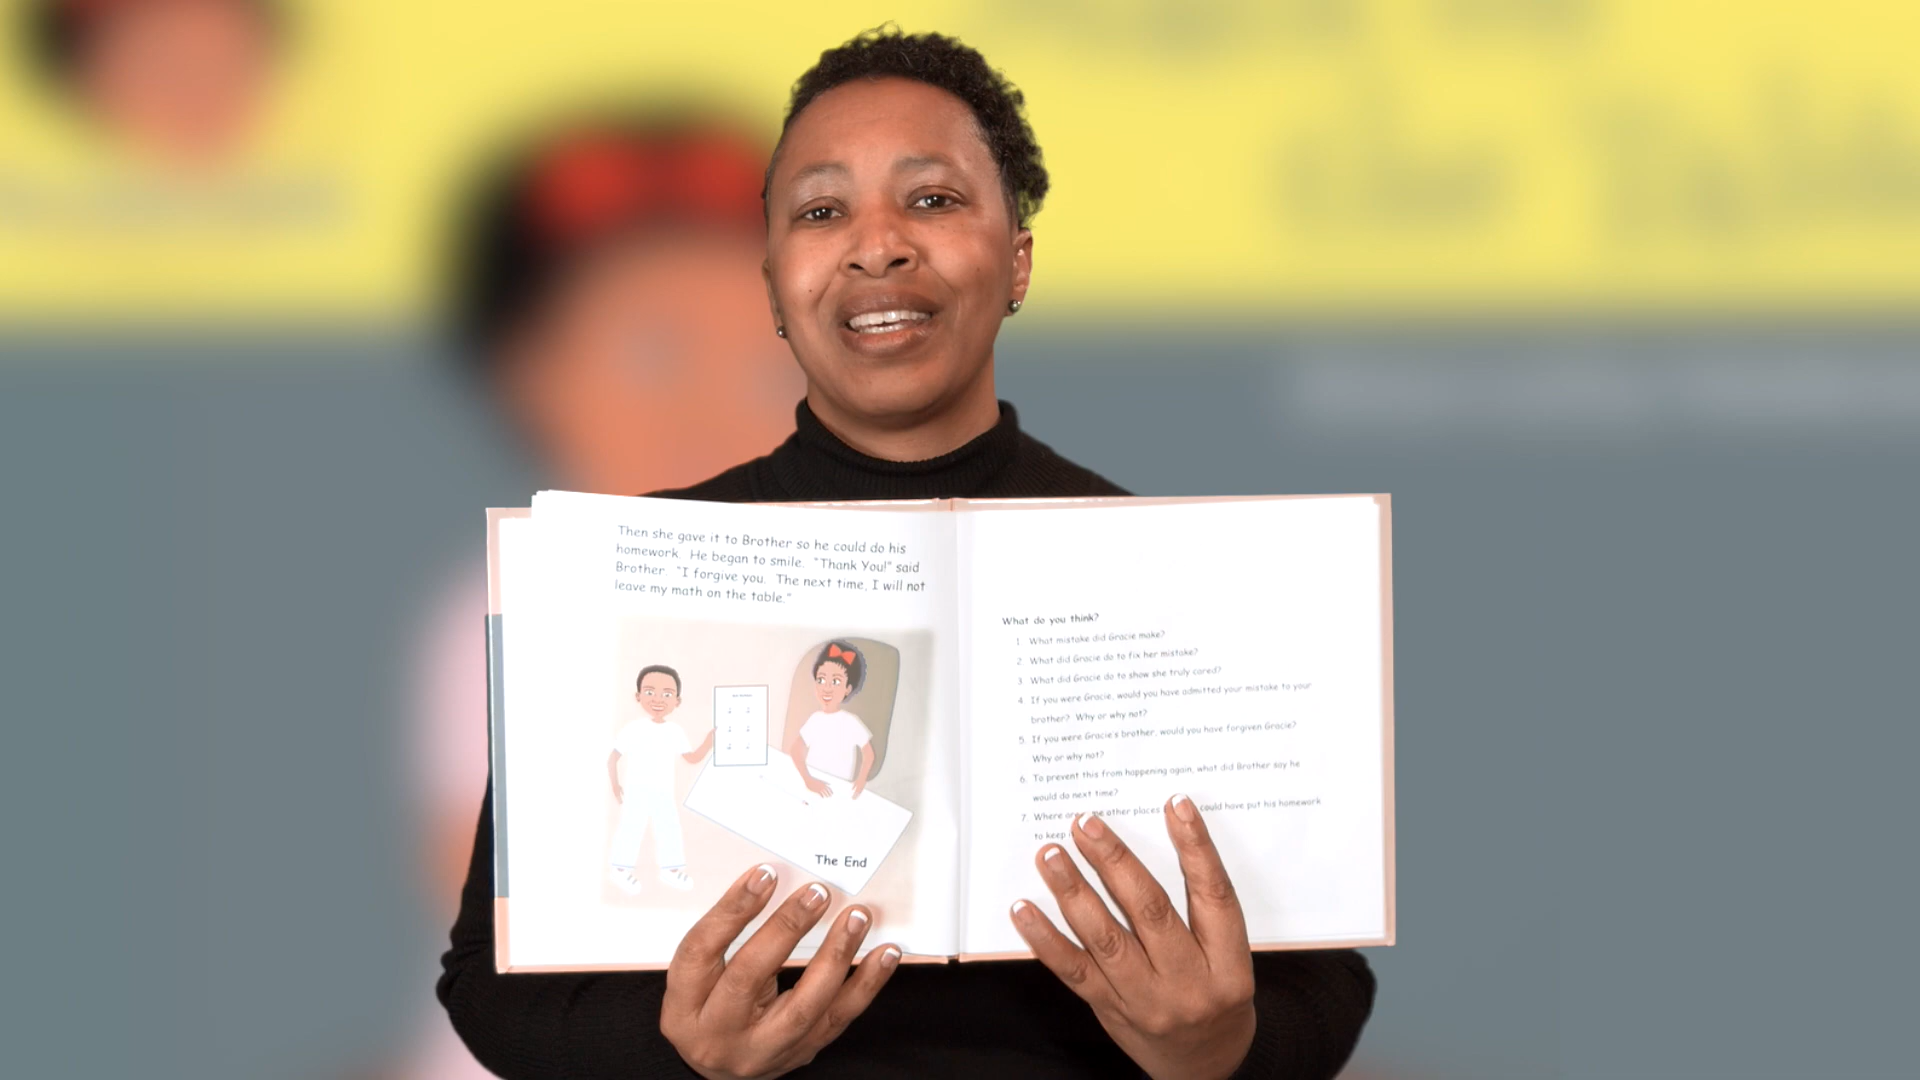 Then she gave it to Brother so he could do his
homework. He began to smile. "Thank You!" said
Brother. "I forgive you. The next time, I will not
leave my math on the table."
The End
What do you think?
1. What mistake did Gracie make?
2. What did Gracie do to fix her mistake?
3. What did Gracie do to show she truly cared?
4. If you were Gracie, would you have admitted your mistake to your
brother? Why or why not?
5. If you were Gracie's brother, would you have forgiven Gracie?
Why or why not?
6. To prevent this from happening again, what did Brother say he
would do next time?
7. Where are other places could have put his homework
to keep